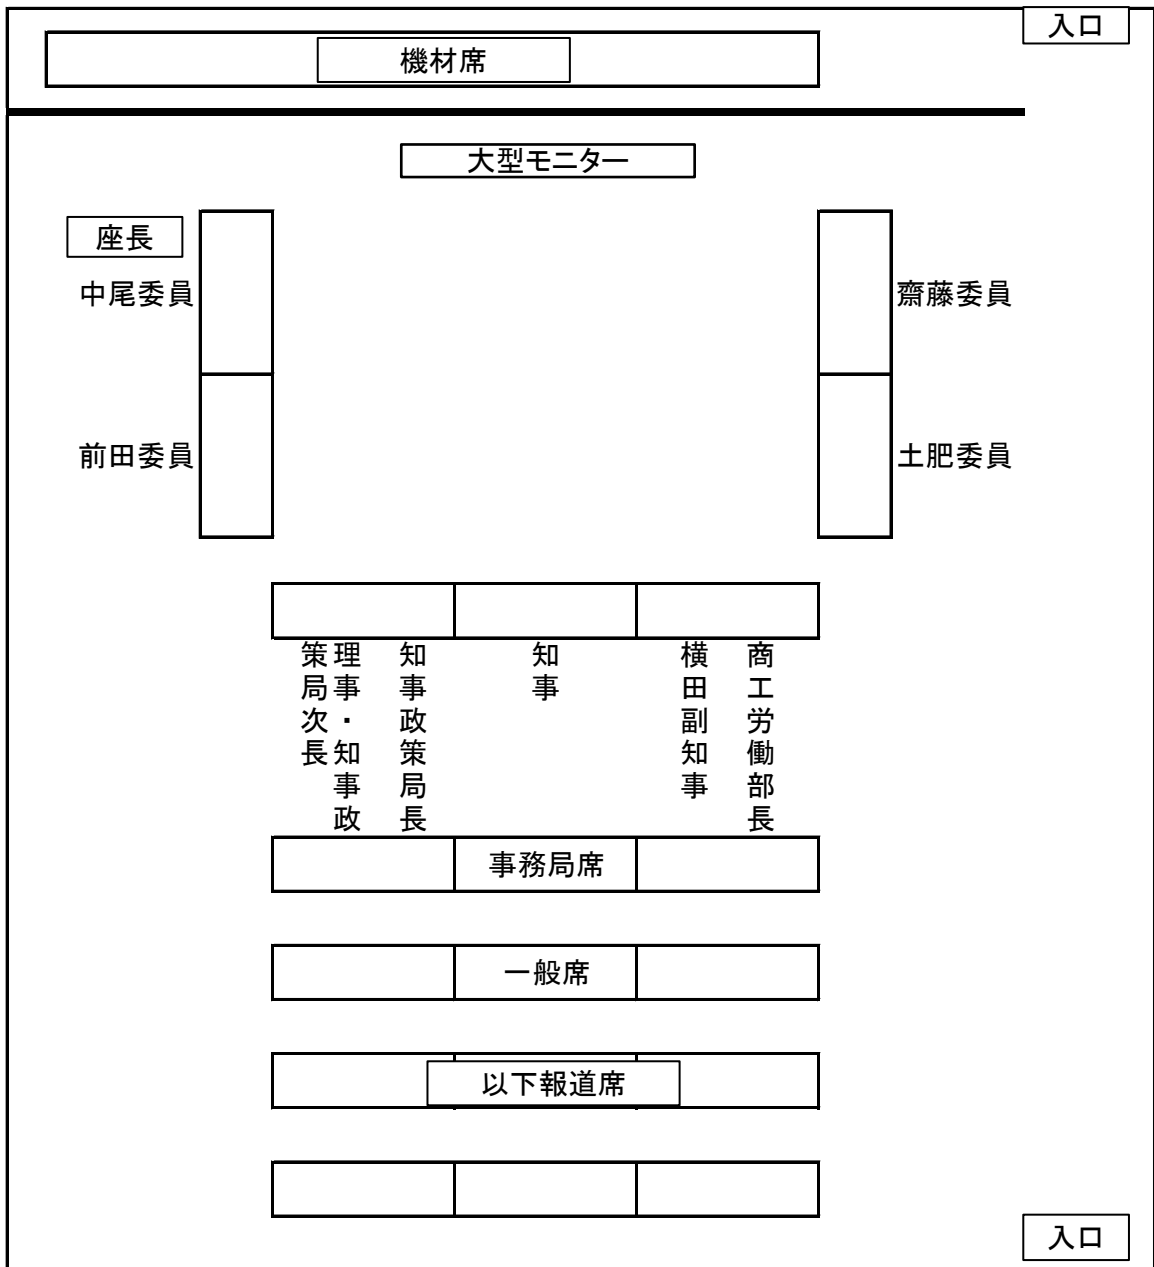 入口
機材席
大型モニター
座長
中尾委員
齋藤委員
前田委員
土肥委員
理事・知事政
策局次長
知事政策局長
知事
横田副知事
商工労働部長
事務局席
一般席
以下報道席
入口